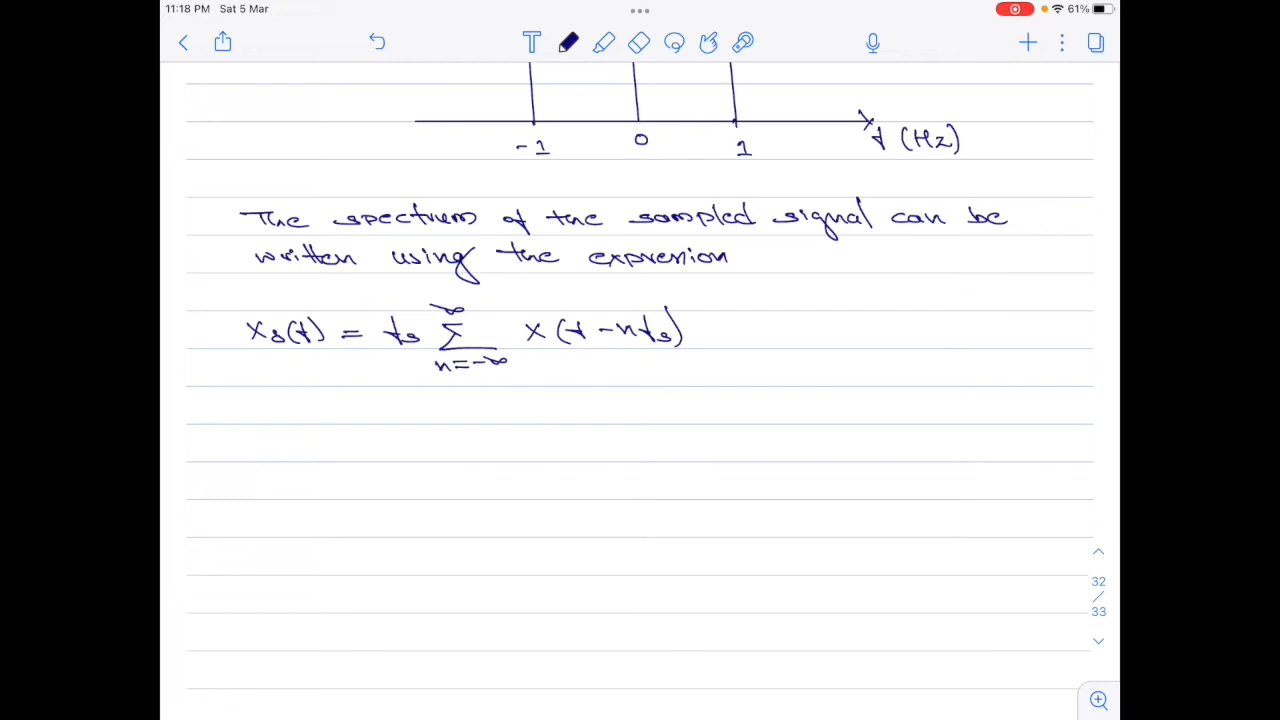 11:18 PM Sat 5 Mar
61%
-1 0 1 f (Hz)
The spectrum of the sampled signal can be
written using the expression
Xs(f) = fs ∑ X(f - nfs)
∞
n=-∞
32
33